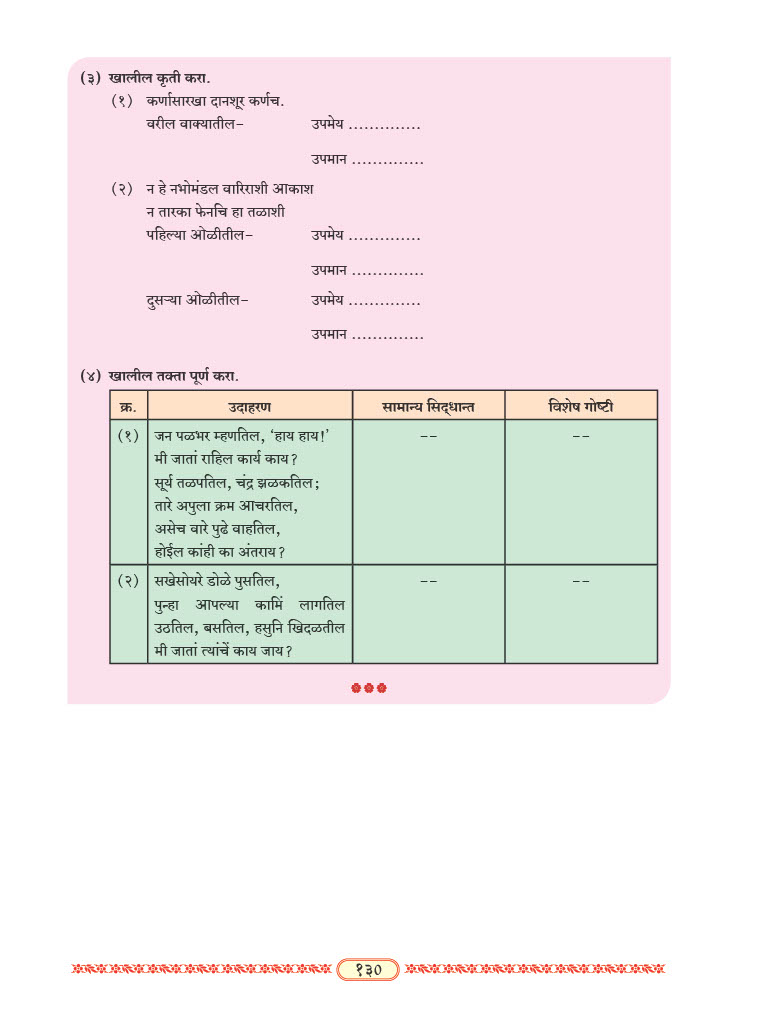 (३) खालील कृती करा.
(१) कर्णासारखा दानशूर कर्णच.
वरील वाक्यातील- उपमेय ..............
उपमान ..............
(२) न हे नभोमंडल वारिराशी आकाश
न तारका फेनचि हा तळाशी
पहिल्या ओळीतील- उपमेय ..............
उपमान ..............
दुसऱ्या ओळीतील- उपमेय ..............
उपमान ..............
(४) खालील तक्ता पूर्ण करा.
क्र. उदाहरण सामान्य सिद्धान्त विशेष गोष्टी
(१) जन पळभर म्हणतिल, ‘हाय हाय!’ -- --
मी जातां राहिल कार्य काय?
सूर्य तळपतिल, चंद्र झळकतिल;
तारे अपुला क्रम आचरतिल,
असेच वारे पुढे वाहतिल,
होईल कांही का अंतराय?
(२) सखेसोयरे डोळे पुसतिल, -- --
पुन्हा आपल्या कामिं लागतिल
उठतिल, बसतिल, हसुनि खिदळतील
मी जातां त्यांचें काय जाय?
१३०